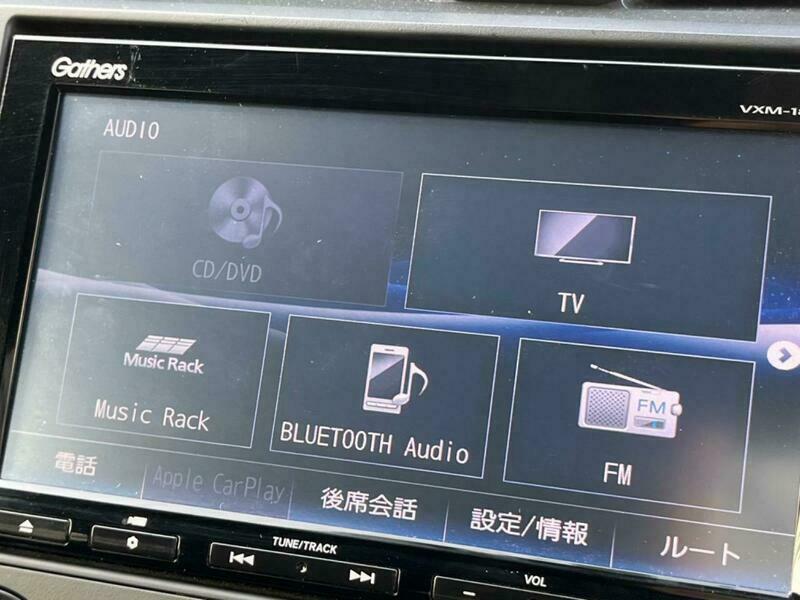 Gathers
VXM-18
AUDIO
CD/DVD
TV
Music Rack
Music Rack
BLUETOOTH Audio
FM
FM
電話
Apple CarPlay
後席会話
設定/情報
ルート
TUNE/TRACK
VOL